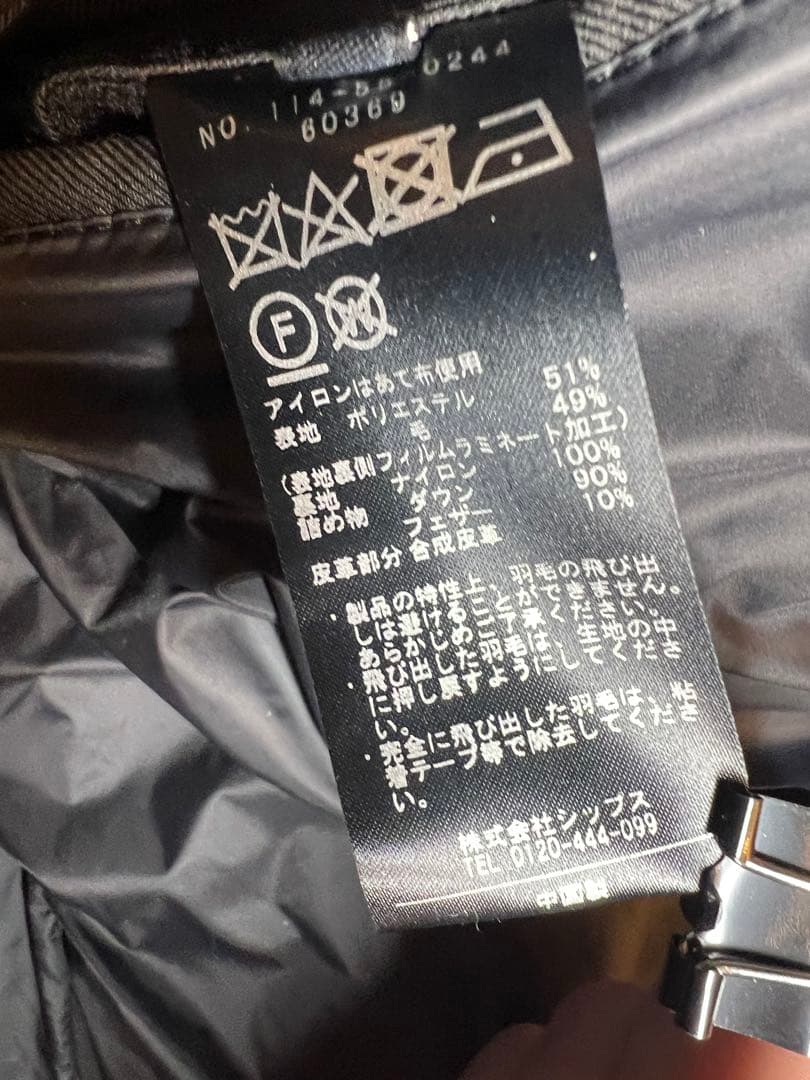 NO. 114-58-0244
60369
F
W
アイロンはあて布使用
表地 ポリエステル 51%
毛 49%
(表地裏側フィルムラミネート加工)
裏地 ナイロン 100%
詰め物 ダウン 90%
フェザー 10%
皮革部分 合成皮革
・製品の特性上、羽毛の飛び出
しは避けることができません。
あらかじめご了承ください。
・飛び出した羽毛は、生地の中
に押し戻すようにしてくださ
い。
・完全に飛び出した羽毛は、粘
着テープ等で除去してくださ
い。
株式会社シップス
TEL 0120-444-099
中国製